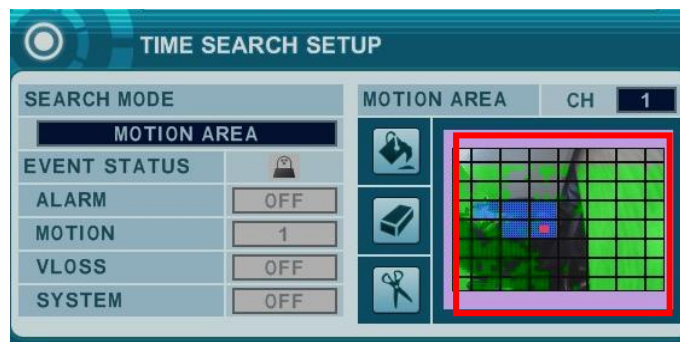 TIME SEARCH SETUP
SEARCH MODE
MOTION AREA
EVENT STATUS
ALARM OFF
MOTION 1
VLOSS OFF
SYSTEM OFF
MOTION AREA CH 1